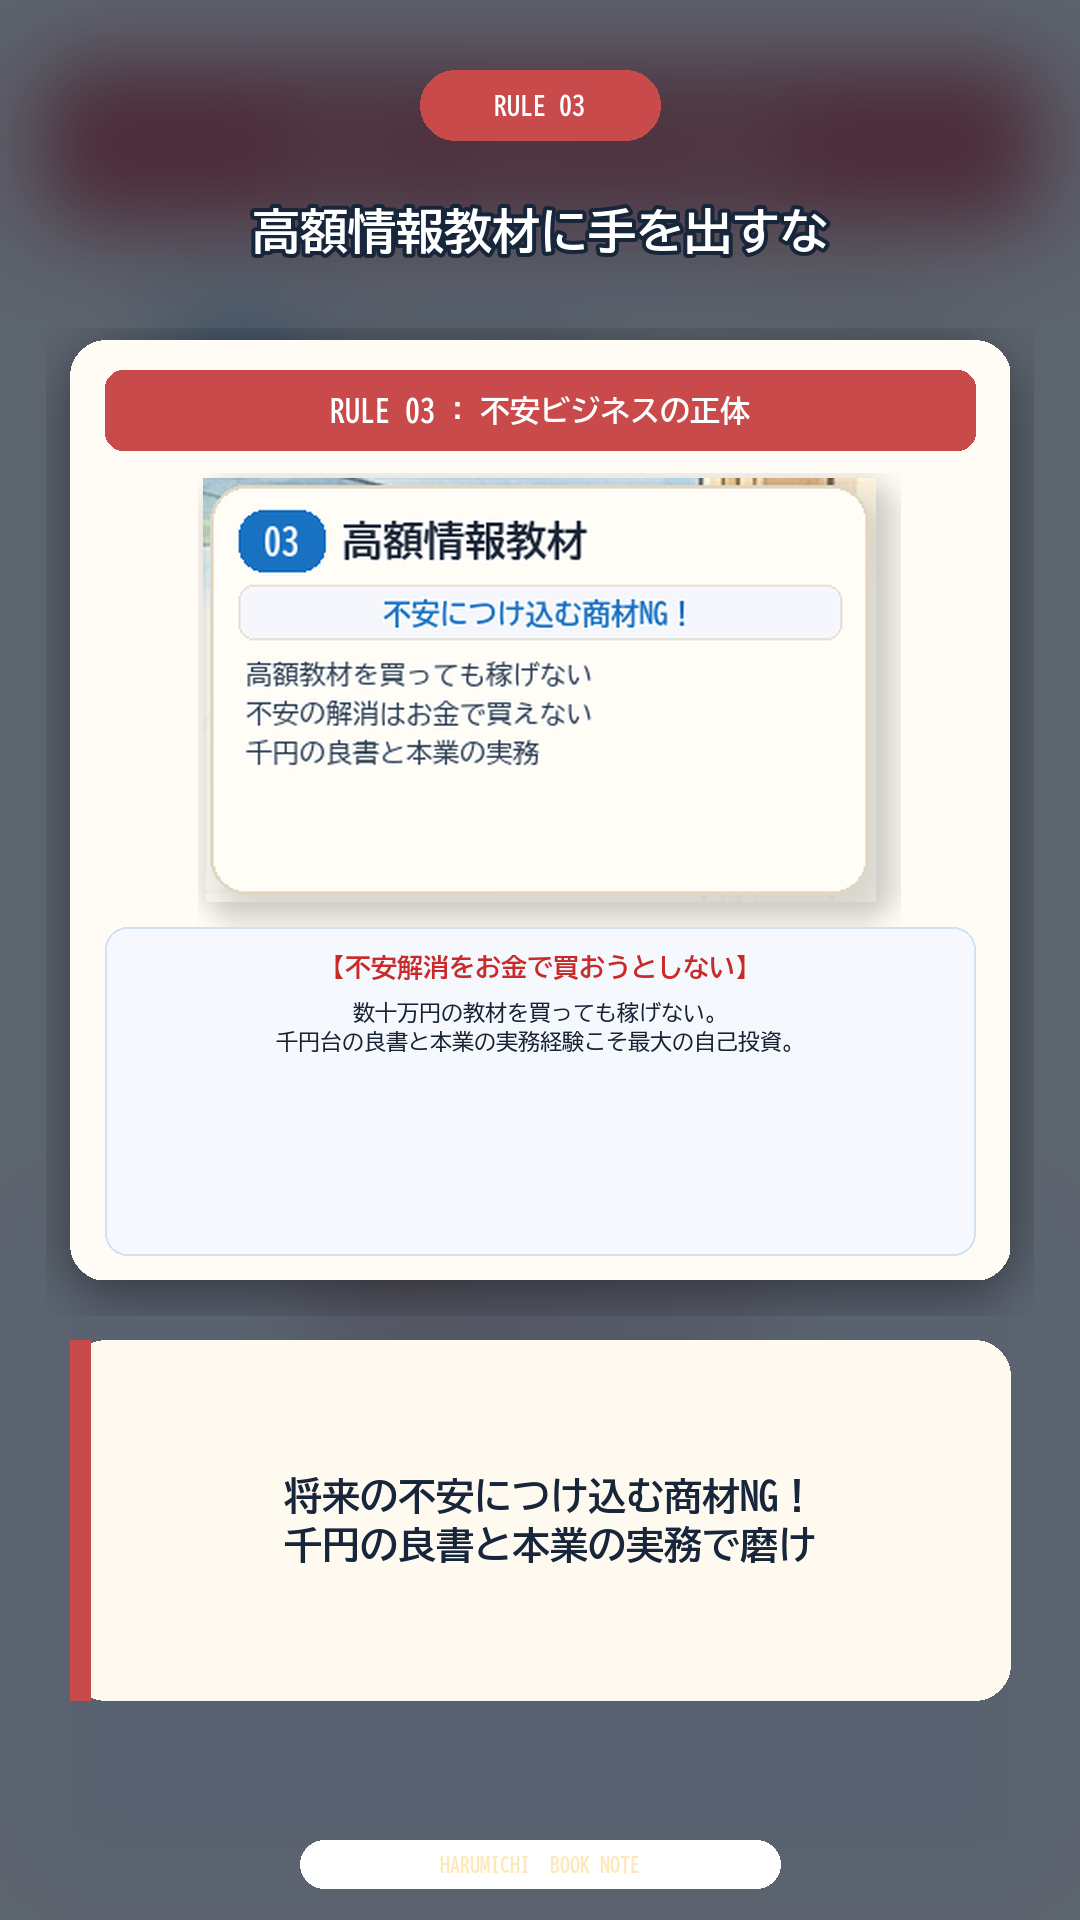 RULE 03
高額情報教材に手を出すな
RULE 03 : 不安ビジネスの正体
03 高額情報教材
不安につけ込む商材NG！
高額教材を買っても稼げない
不安の解消はお金で買えない
千円の良書と本業の実務
【不安解消をお金で買おうとしない】
数十万円の教材を買っても稼げない。
千円台の良書と本業の実務経験こそ最大の自己投資。
将来の不安につけ込む商材NG！
千円の良書と本業の実務で磨け
HARUMICHI BOOK NOTE